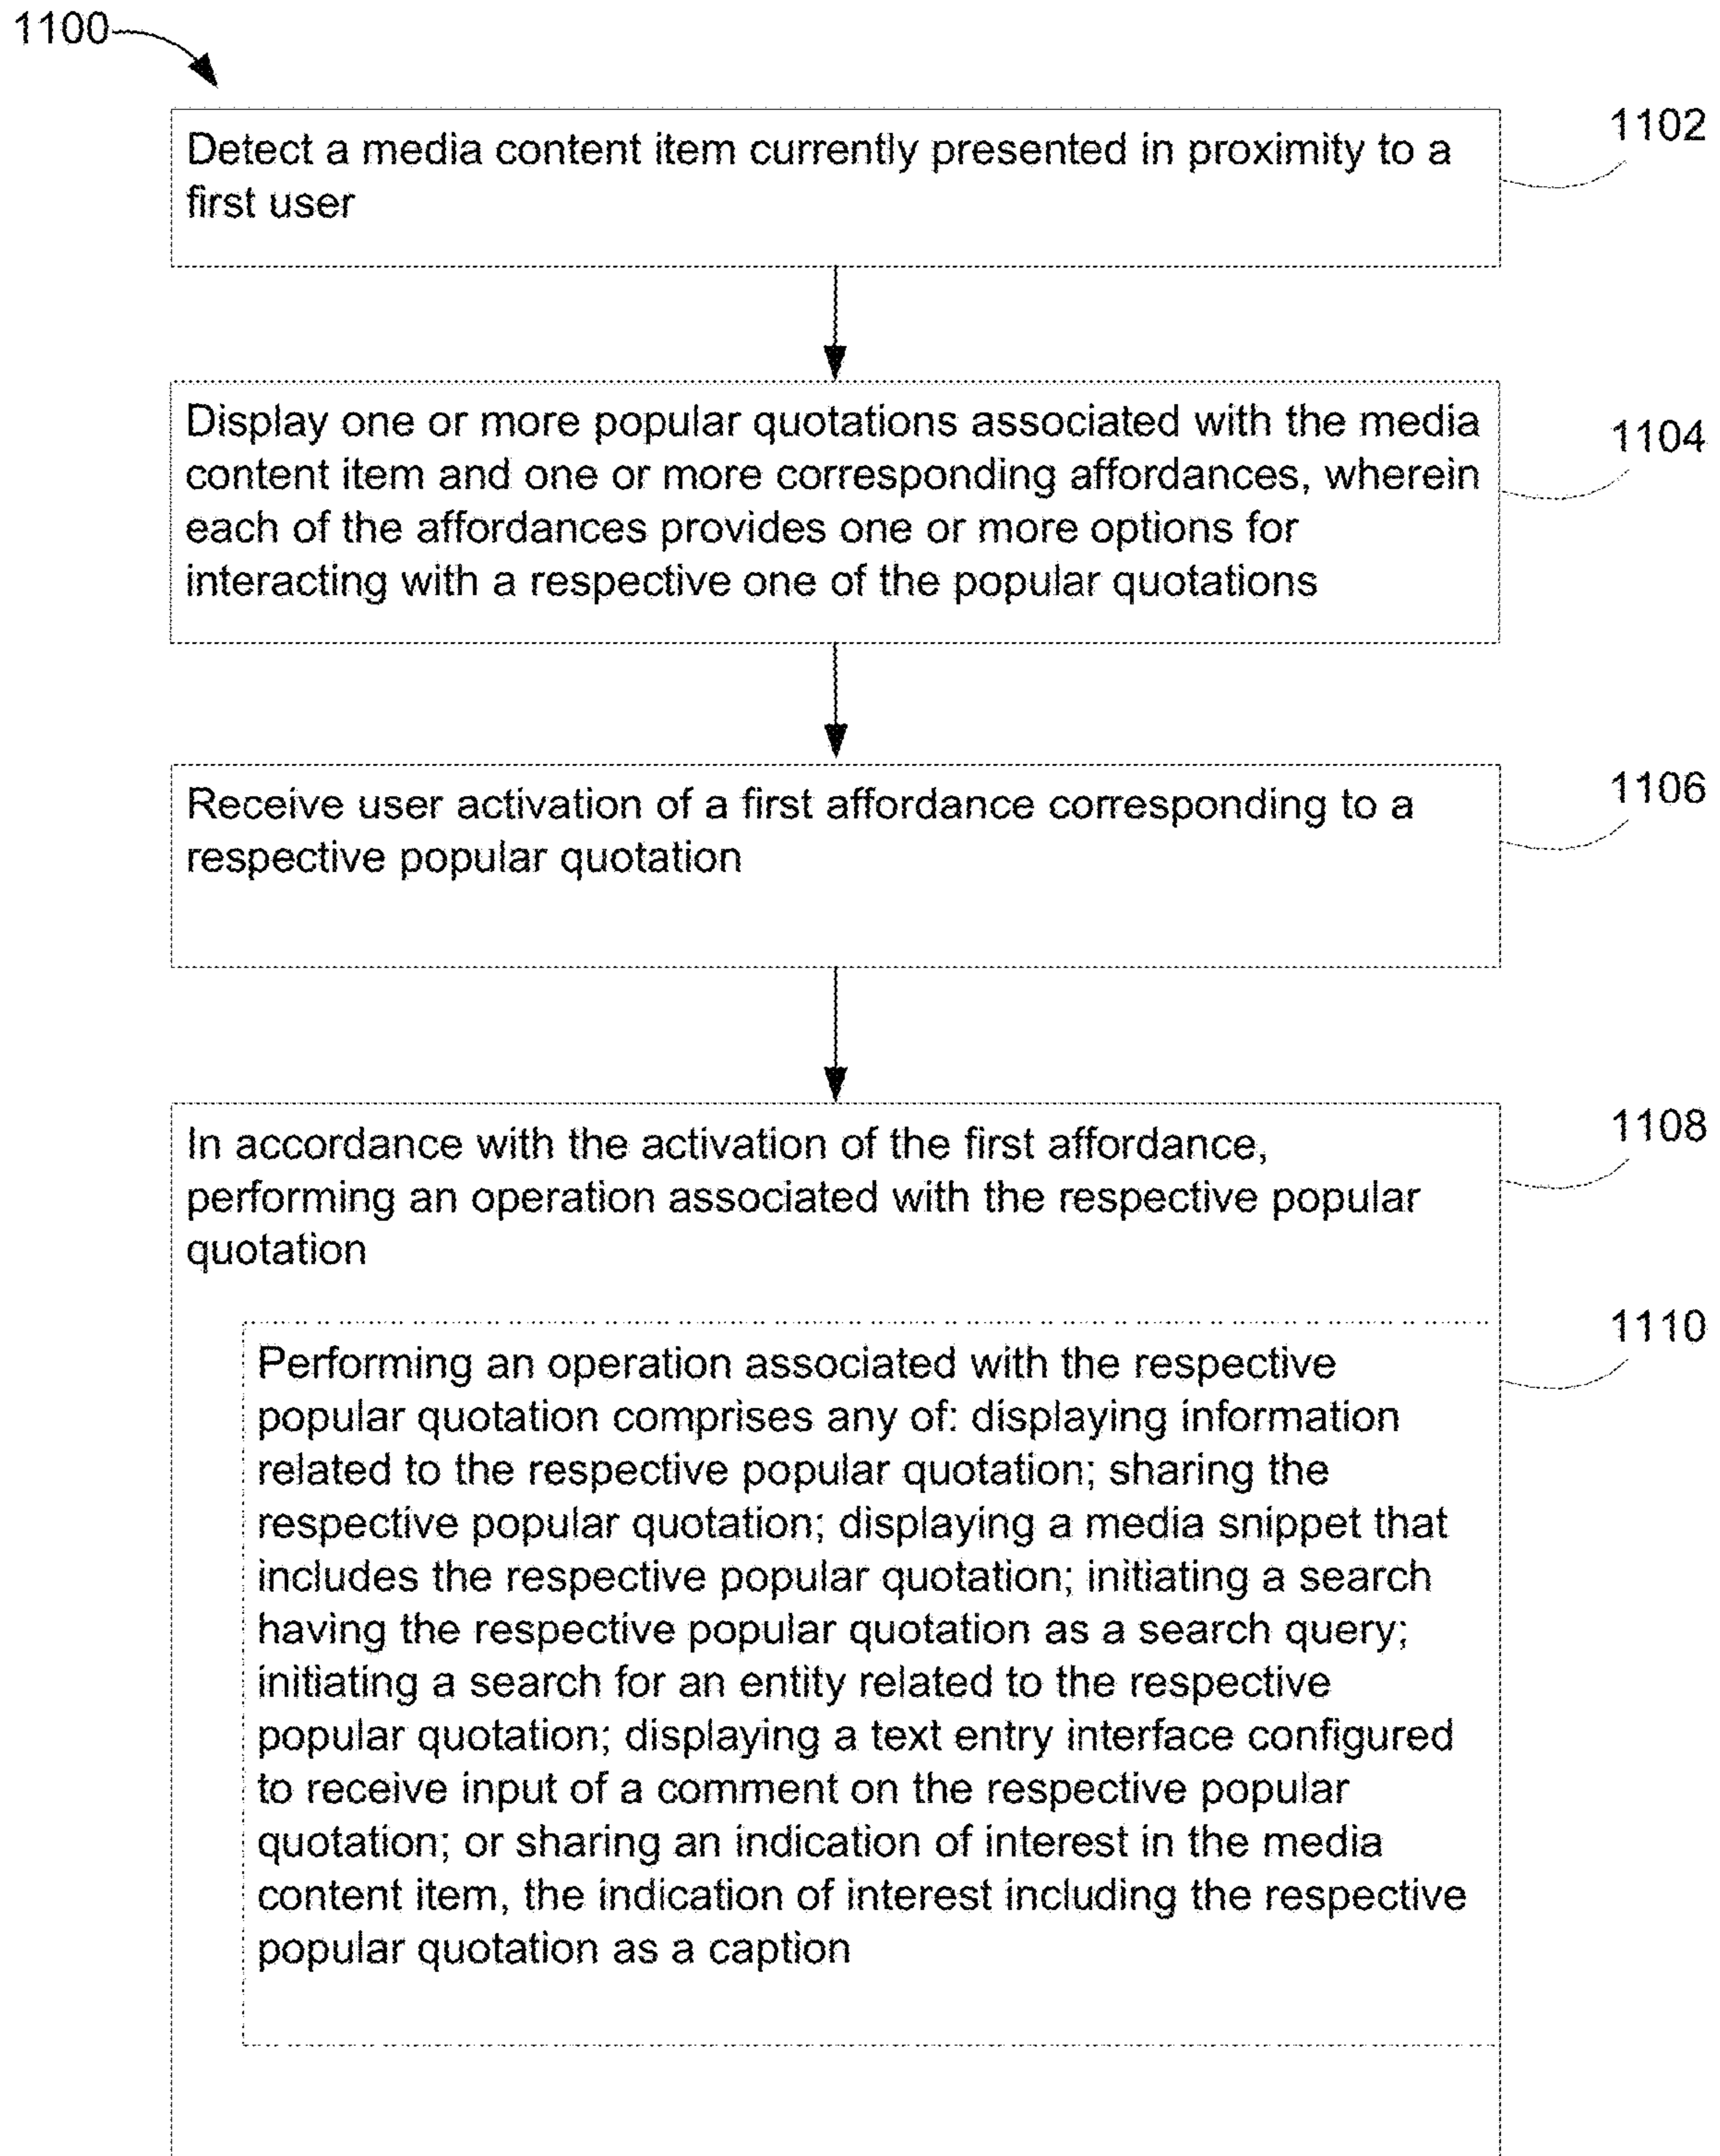 1100
Detect a media content item currently presented in proximity to a
first user
1102
Display one or more popular quotations associated with the media
content item and one or more corresponding affordances, wherein
each of the affordances provides one or more options for
interacting with a respective one of the popular quotations
1104
Receive user activation of a first affordance corresponding to a
respective popular quotation
1106
In accordance with the activation of the first affordance,
performing an operation associated with the respective popular
quotation
1108
Performing an operation associated with the respective
popular quotation comprises any of: displaying information
related to the respective popular quotation; sharing the
respective popular quotation; displaying a media snippet that
includes the respective popular quotation; initiating a search
having the respective popular quotation as a search query;
initiating a search for an entity related to the respective
popular quotation; displaying a text entry interface configured
to receive input of a comment on the respective popular
quotation; or sharing an indication of interest in the media
content item, the indication of interest including the respective
popular quotation as a caption
1110